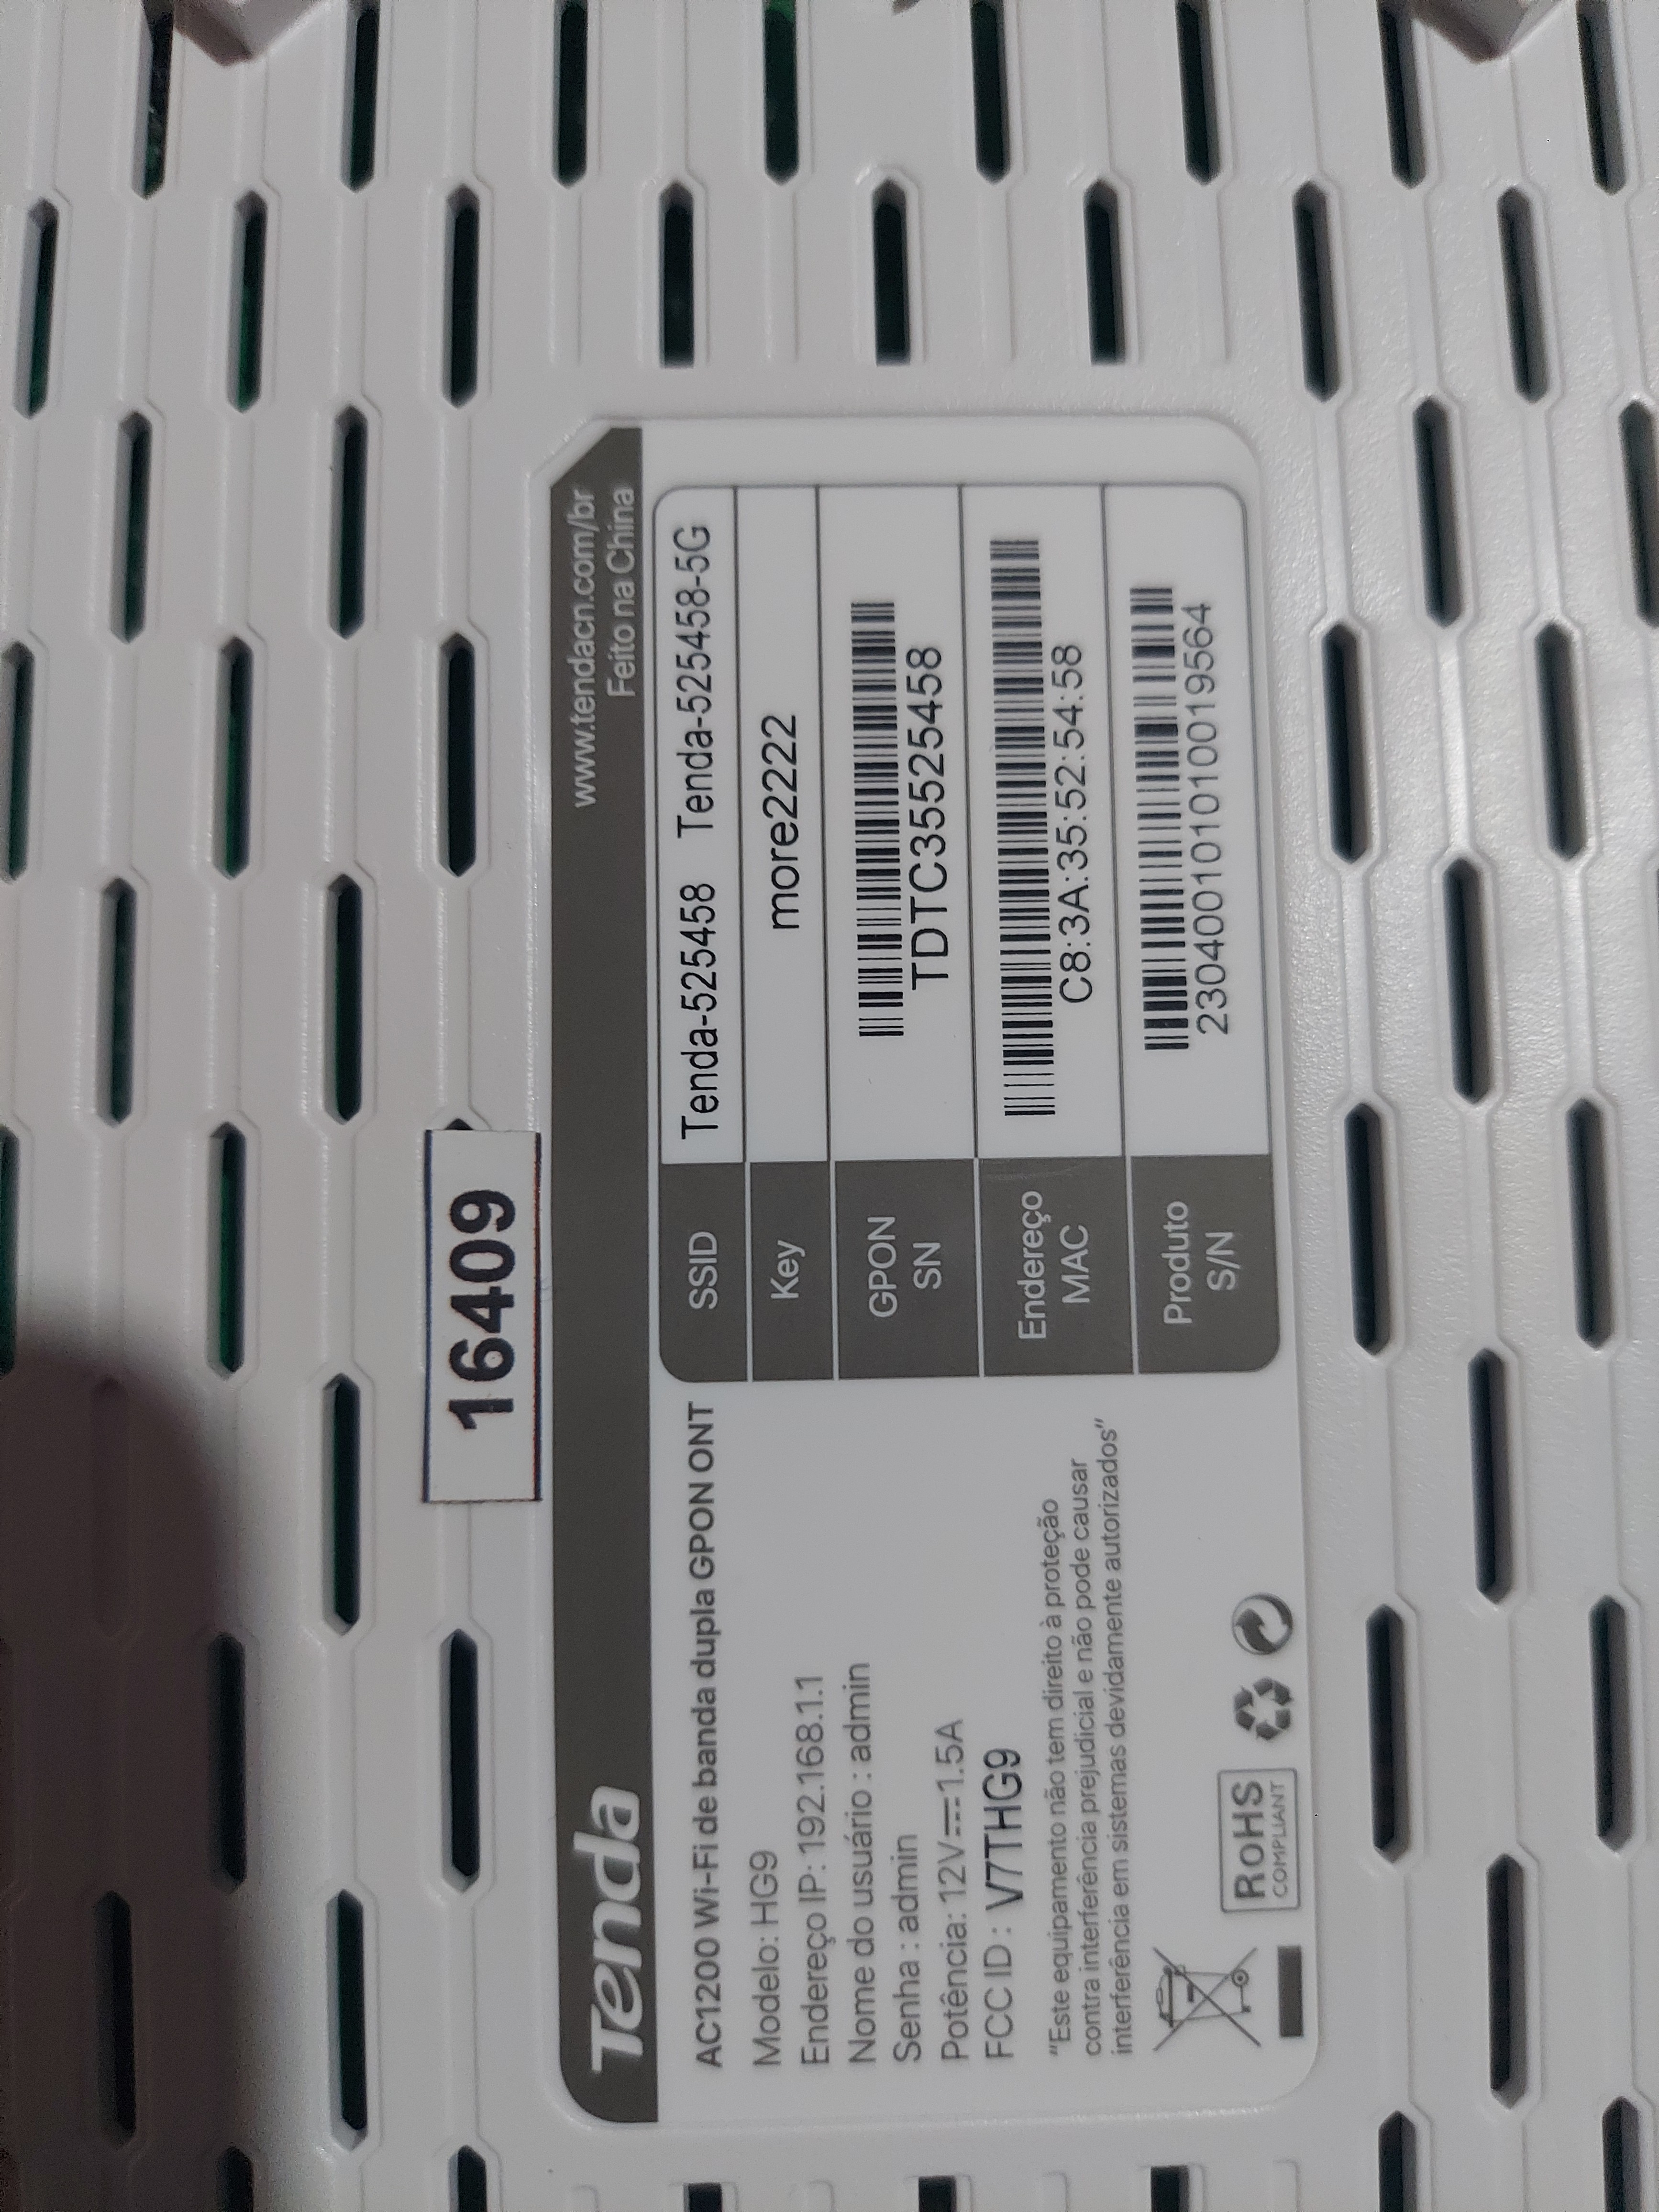 16409
Tenda
www.tendacn.com/br
Feito na China
AC1200 Wi-Fi de banda dupla GPON ONT
Modelo: HG9
Endereço IP: 192.168.1.1
Nome do usuário : admin
Senha : admin
Potência: 12V⎓1.5A
FCC ID : V7THG9
"Este equipamento não tem direito à proteção
contra interferência prejudicial e não pode causar
interferência em sistemas devidamente autorizados"
RoHS
COMPLIANT
SSID Tenda-525458 Tenda-525458-5G
Key more2222
GPON
SN
TDTC35525458
Endereço
MAC
C8:3A:35:52:54:58
Produto
S/N
230400101010019564